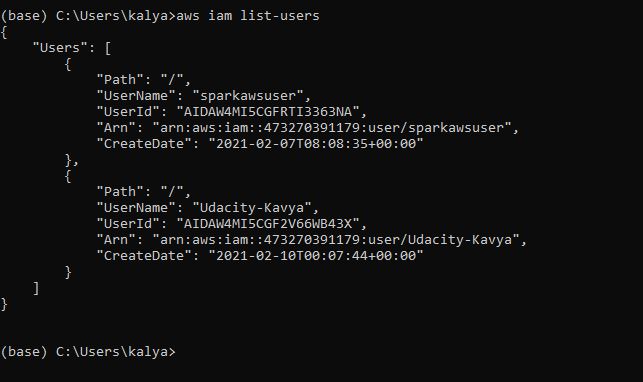 (base) C:\Users\kalya>aws iam list-users
{
    "Users": [
        {
            "Path": "/",
            "UserName": "sparkawsuser",
            "UserId": "AIDAW4MI5CGFRTI3363NA",
            "Arn": "arn:aws:iam::473270391179:user/sparkawsuser",
            "CreateDate": "2021-02-07T08:08:35+00:00"
        },
        {
            "Path": "/",
            "UserName": "Udacity-Kavya",
            "UserId": "AIDAW4MI5CGF2V66WB43X",
            "Arn": "arn:aws:iam::473270391179:user/Udacity-Kavya",
            "CreateDate": "2021-02-10T00:07:44+00:00"
        }
    ]
}
(base) C:\Users\kalya>